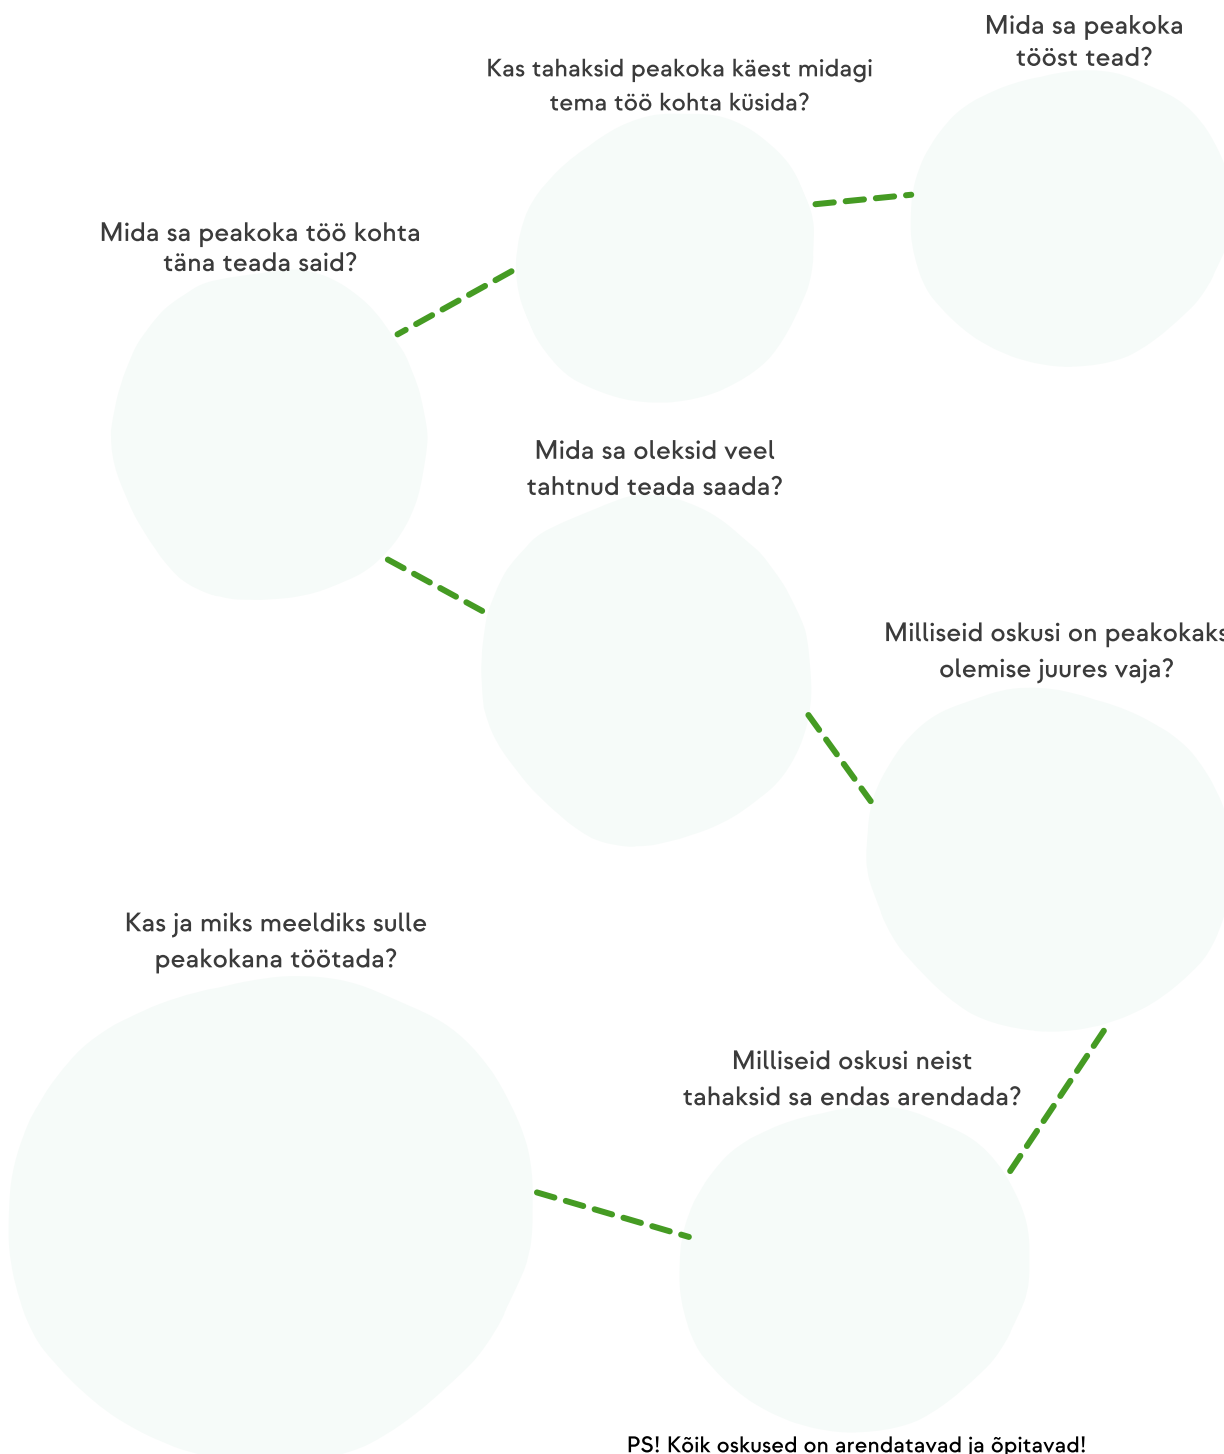 Mida sa peakoka
tööst tead?
Kas tahaksid peakoka käest midagi
tema töö kohta küsida?
Mida sa peakoka töö kohta
täna teada said?
Mida sa oleksid veel
tahtnud teada saada?
Milliseid oskusi on peakokaks
olemise juures vaja?
Milliseid oskusi neist
tahaksid sa endas arendada?
Kas ja miks meeldiks sulle
peakokana töötada?
PS! Kõik oskused on arendatavad ja õpitavad!